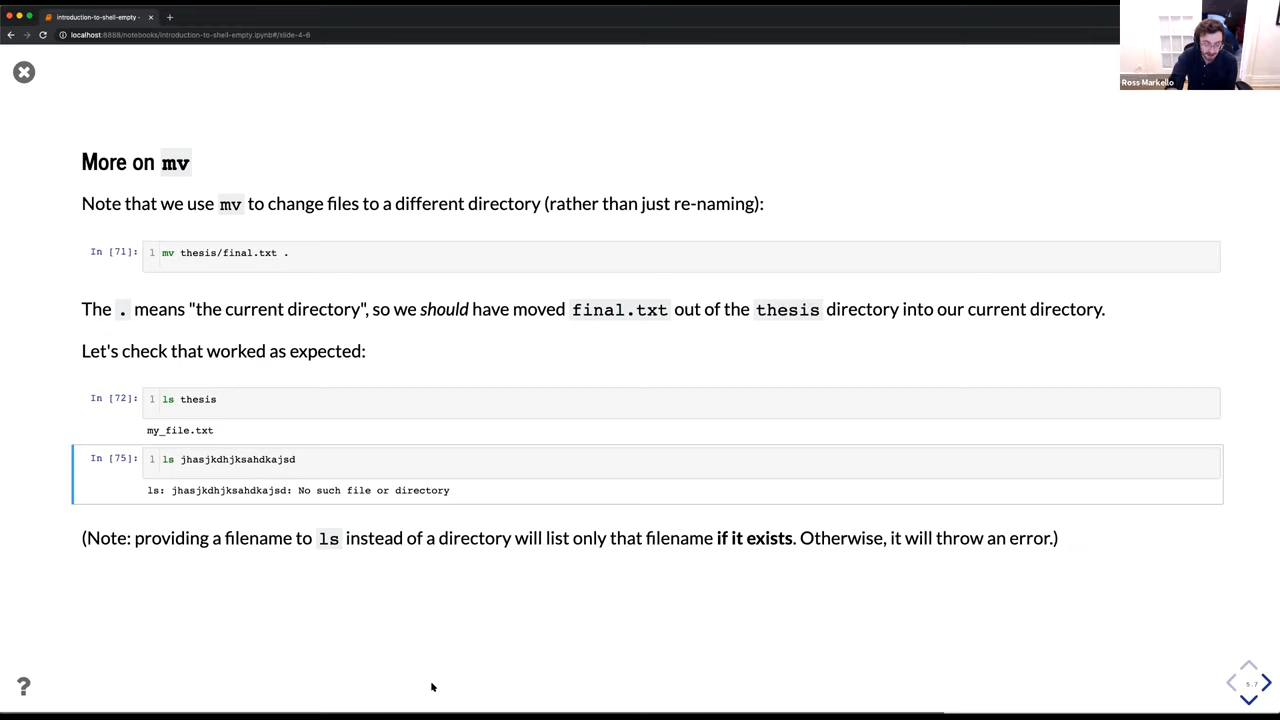 introduction-to-shell-empty -
localhost:8888/notebooks/introduction-to-shell-empty.ipynb#/slide-4-6
Ross Markello
More on mv
Note that we use mv to change files to a different directory (rather than just re-naming):
In [71]: 1 mv thesis/final.txt .
The . means "the current directory", so we should have moved final.txt out of the thesis directory into our current directory.
Let's check that worked as expected:
In [72]: 1 ls thesis
my_file.txt
In [75]: 1 ls jhasjkdhjksahdkajsd
ls: jhasjkdhjksahdkajsd: No such file or directory
(Note: providing a filename to ls instead of a directory will list only that filename if it exists. Otherwise, it will throw an error.)
?
5.7